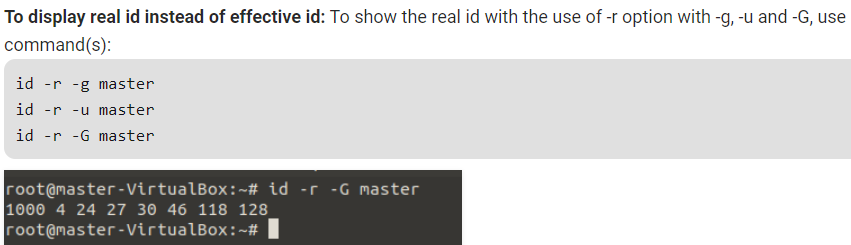 To display real id instead of effective id: To show the real id with the use of -r option with -g, -u and -G, use
command(s):
id -r -g master
id -r -u master
id -r -G master
root@master-VirtualBox:~# id -r -G master
1000 4 24 27 30 46 118 128
root@master-VirtualBox:~#